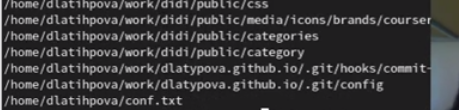 /home/dlatihpova/work/didi/public/css
/home/dlatihpova/work/didi/public/media/icons/brands/courser
/home/dlatihpova/work/didi/public/categories
/home/dlatihpova/work/didi/public/category
/home/dlatihpova/work/dlatypova.github.io/.git/hooks/commit-
/home/dlatihpova/work/dlatypova.github.io/.git/config
/home/dlatihpova/conf.txt